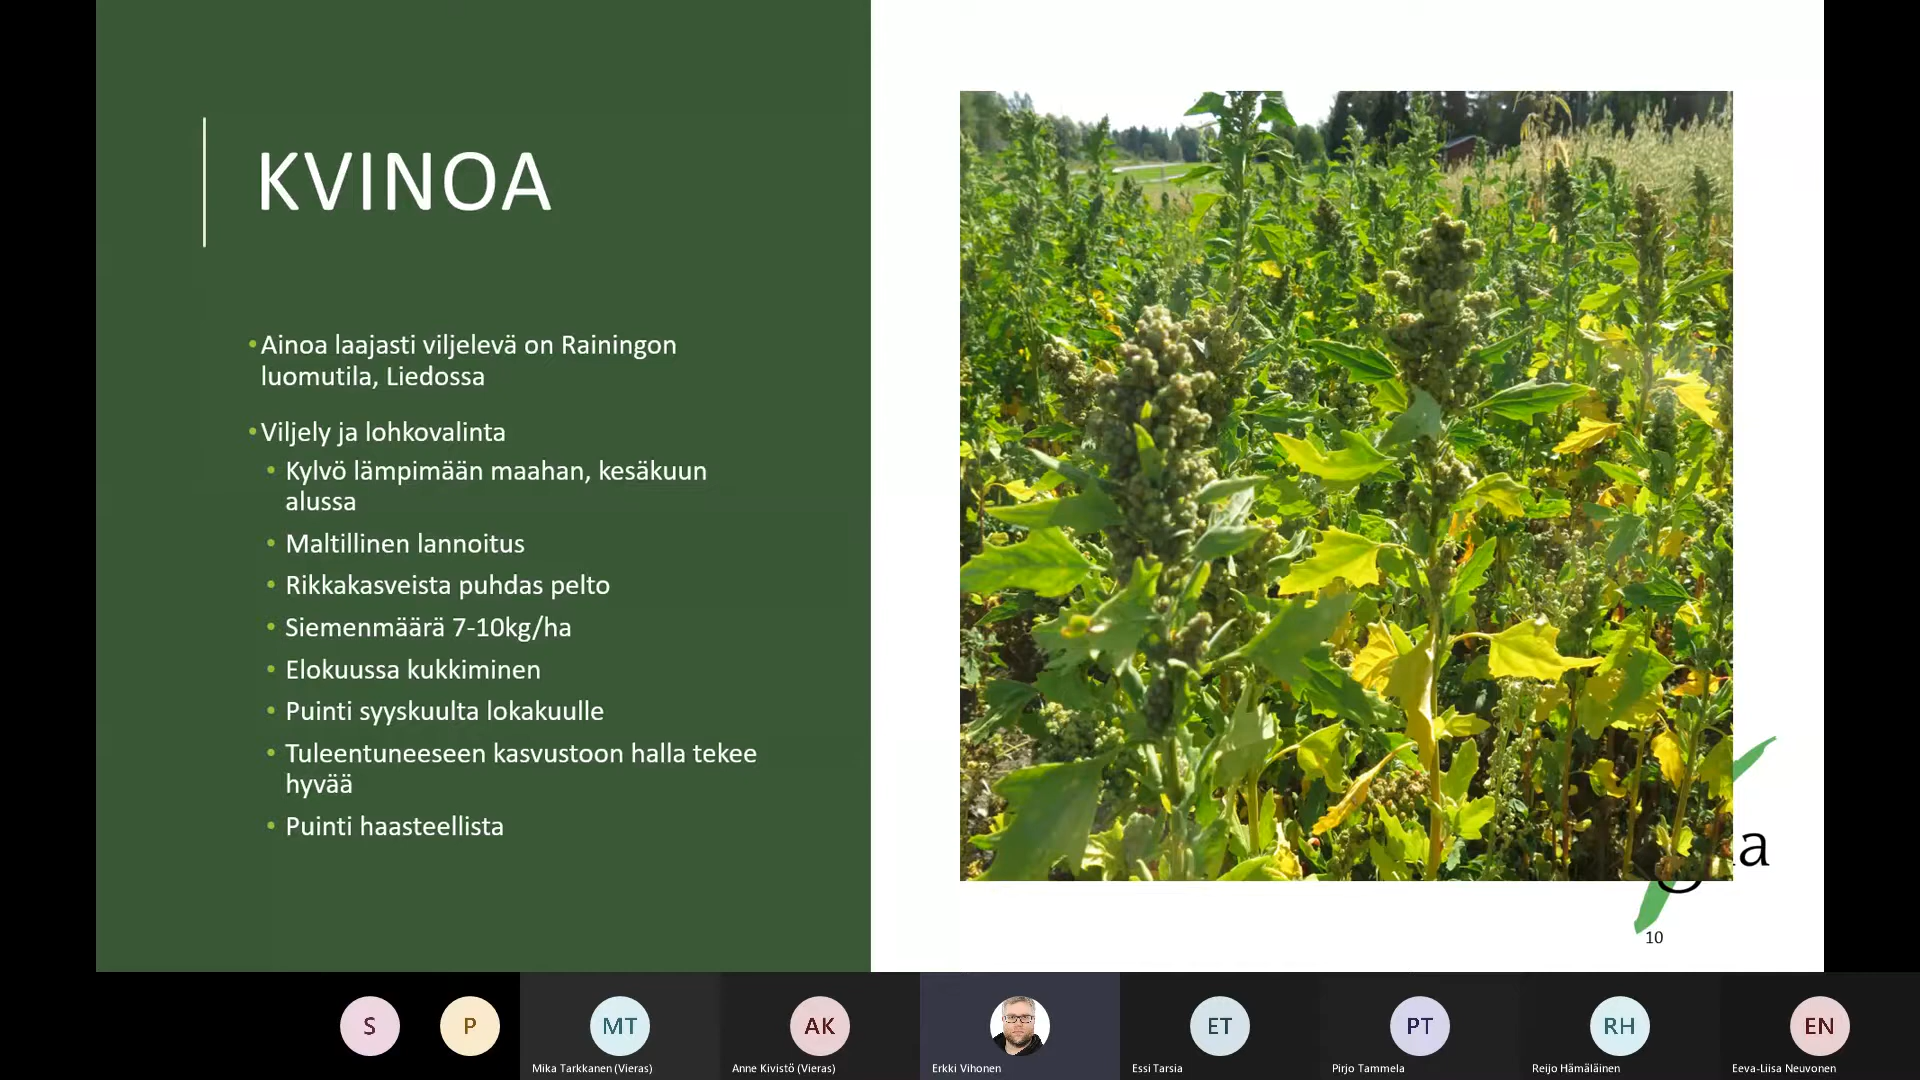 KVINOA
•Ainoa laajasti viljelevä on Rainingon
luomutila, Liedossa
•Viljely ja lohkovalinta
• Kylvö lämpimään maahan, kesäkuun
alussa
• Maltillinen lannoitus
• Rikkakasveista puhdas pelto
• Siemenmäärä 7-10kg/ha
• Elokuussa kukkiminen
• Puinti syyskuulta lokakuulle
• Tuleentuneeseen kasvustoon halla tekee
hyvää
• Puinti haasteellista
a
10
S
P
MT
AK
ET
PT
RH
EN
Mika Tarkkanen (Vieras)
Anne Kivistö (Vieras)
Erkki Vihonen
Essi Tarsia
Pirjo Tammela
Reijo Hämäläinen
Eeva-Liisa Neuvonen